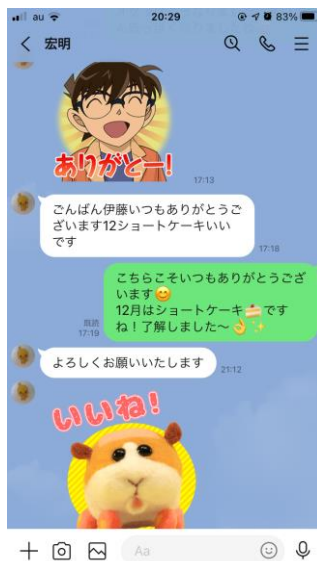 au
20:29
83%
宏明
ありがとー!
17:13
ごんばん伊藤いつもありがとうご
ざいます12ショートケーキいい
です
17:18
こちらこそいつもありがとうござ
います😊
12月はショートケーキ🍰です
ね！了解しました〜👌✨
既読
17:19
よろしくお願いいたします
21:12
いいね!
Aa